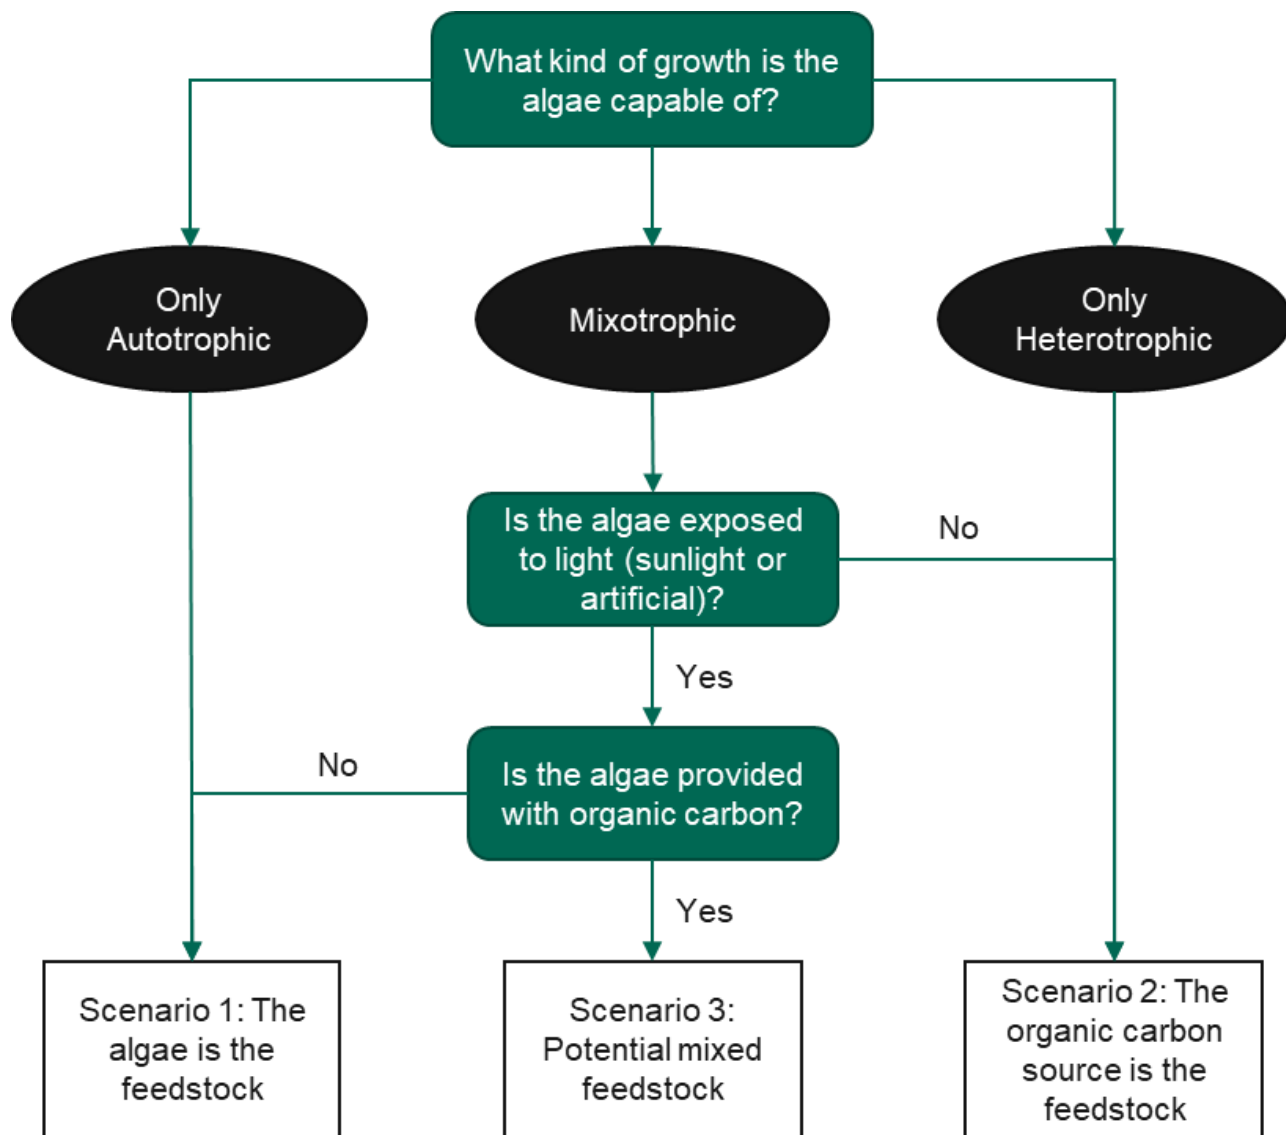 What kind of growth is the
algae capable of?
Only
Autotrophic
Mixotrophic
Only
Heterotrophic
Is the algae exposed
to light (sunlight or
artificial)?
No
Yes
No
Is the algae provided
with organic carbon?
Yes
Scenario 1: The
algae is the
feedstock
Scenario 3:
Potential mixed
feedstock
Scenario 2: The
organic carbon
source is the
feedstock